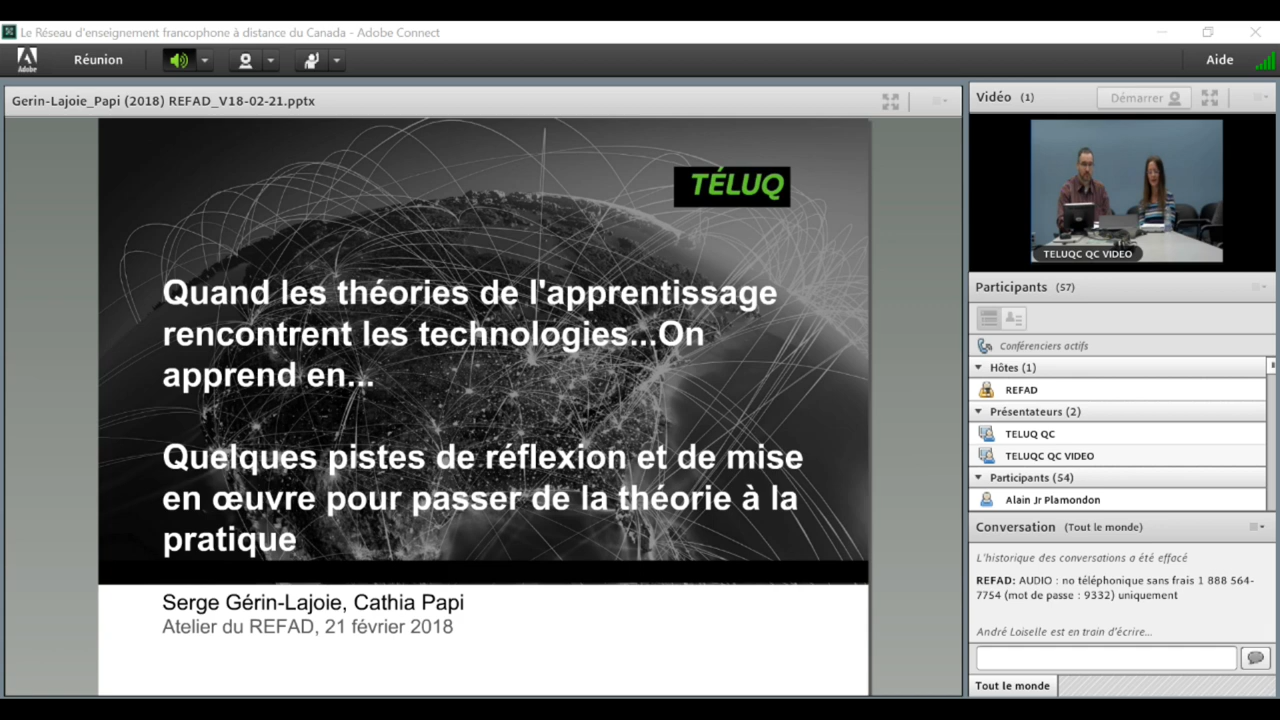 Le Réseau d'enseignement francophone à distance du Canada - Adobe Connect
Adobe
Réunion
Aide
Gerin-Lajoie_Papi (2018) REFAD_V18-02-21.pptx
TÉLUQ
Quand les théories de l'apprentissage
rencontrent les technologies...On
apprend en...
Quelques pistes de réflexion et de mise
en œuvre pour passer de la théorie à la
pratique
Serge Gérin-Lajoie, Cathia Papi
Atelier du REFAD, 21 février 2018
Vidéo (1)
Démarrer
TELUQC QC VIDEO
Participants (57)
Conférenciers actifs
Hôtes (1)
REFAD
Présentateurs (2)
TELUQ QC
TELUQC QC VIDEO
Participants (54)
Alain Jr Plamondon
Conversation (Tout le monde)
L'historique des conversations a été effacé
REFAD: AUDIO : no téléphonique sans frais 1 888 564-
7754 (mot de passe : 9332) uniquement
André Loiselle est en train d'écrire...
Tout le monde